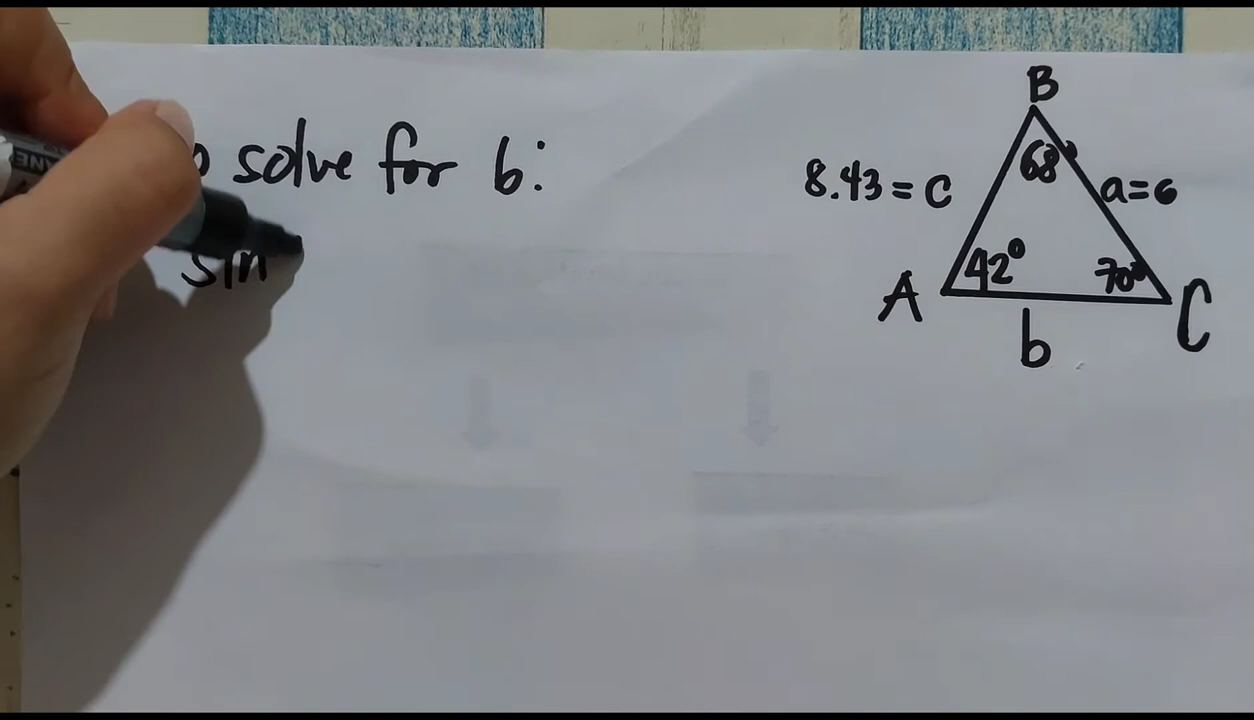 solve for b:
sin
B
68°
8.43 = C
a=6
42°
70°
A
C
b